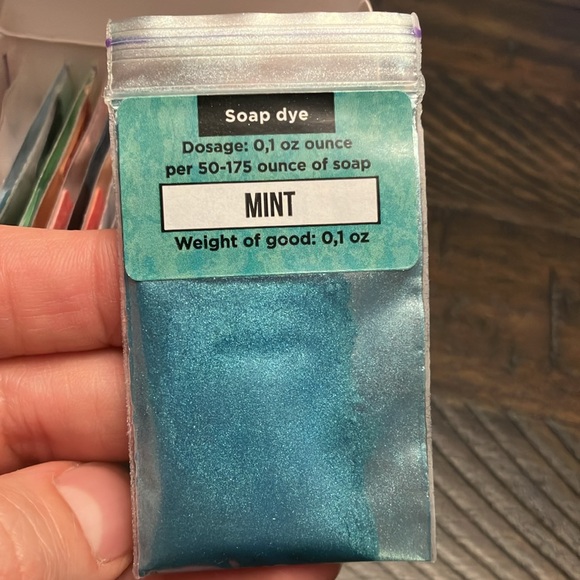 Soap dye
Dosage: 0,1 oz ounce
per 50-175 ounce of soap
MINT
Weight of good: 0,1 oz